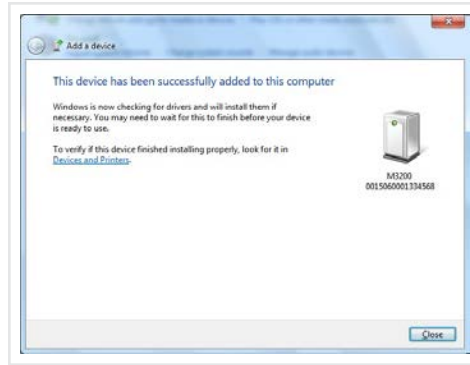 Add a device
This device has been successfully added to this computer
Windows is now checking for drivers and will install them if
necessary. You may need to wait for this to finish before your device
is ready to use.
To verify if this device finished installing properly, look for it in
Devices and Printers.
M3200
0015060001334568
Close